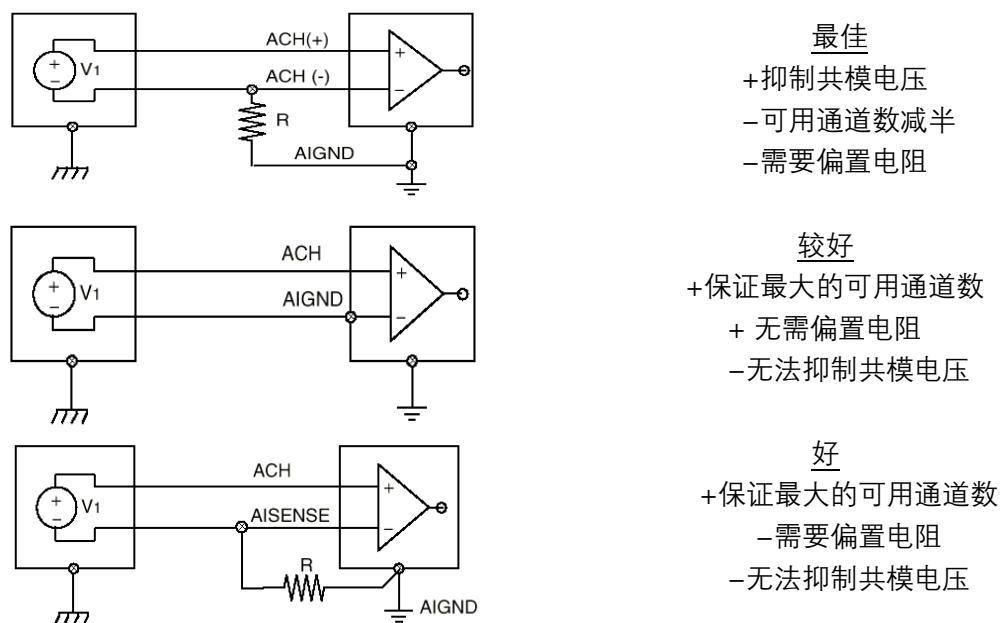 ACH(+)
V1
ACH (-)
R
AIGND
最佳
+抑制共模电压
–可用通道数减半
–需要偏置电阻
ACH
V1
AIGND
较好
+保证最大的可用通道数
+ 无需偏置电阻
–无法抑制共模电压
ACH
V1
AISENSE
R
AIGND
好
+保证最大的可用通道数
–需要偏置电阻
–无法抑制共模电压